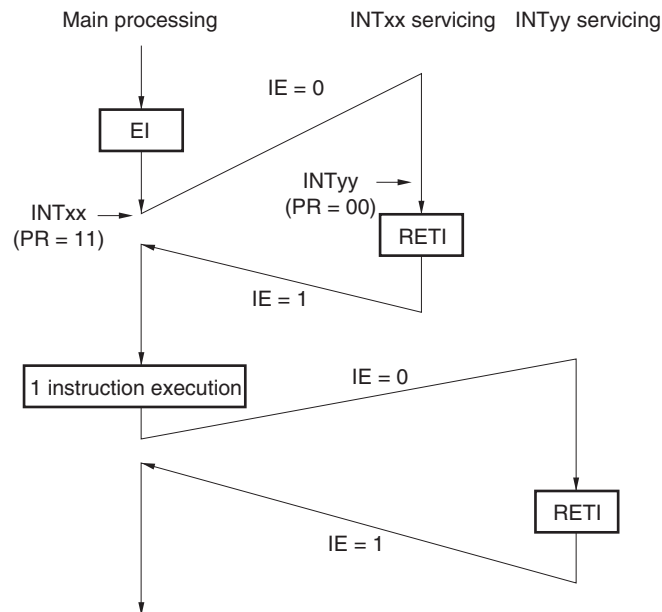 Main processing
INTxx servicing
INTyy servicing
IE = 0
EI
INTyy
(PR = 00)
INTxx
(PR = 11)
RETI
IE = 1
1 instruction execution
IE = 0
RETI
IE = 1